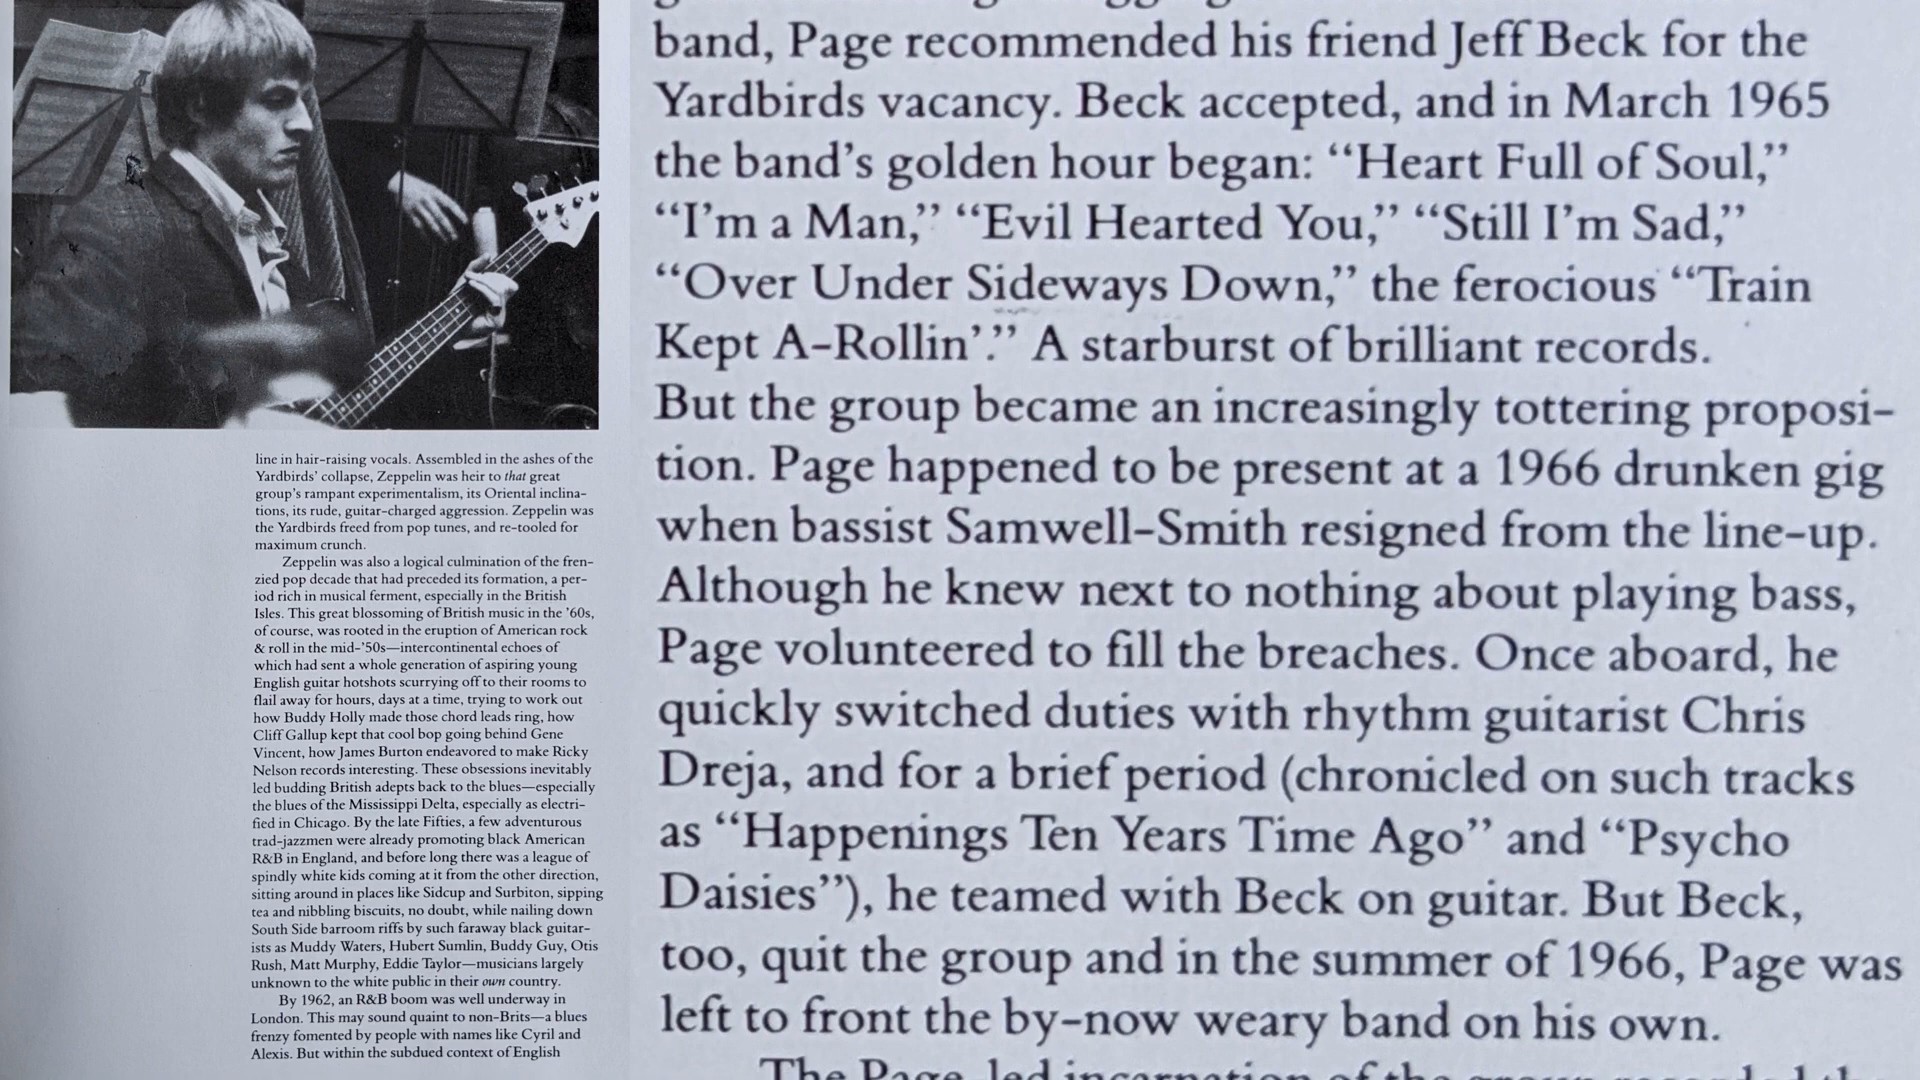 line in hair-raising vocals. Assembled in the ashes of the
Yardbirds' collapse, Zeppelin was heir to that great
group's rampant experimentalism, its Oriental inclina-
tions, its rude, guitar-charged aggression. Zeppelin was
the Yardbirds freed from pop tunes, and re-tooled for
maximum crunch.
Zeppelin was also a logical culmination of the fren-
zied pop decade that had preceded its formation, a per-
iod rich in musical ferment, especially in the British
Isles. This great blossoming of British music in the '60s,
of course, was rooted in the eruption of American rock
& roll in the mid-'50s—intercontinental echoes of
which had sent a whole generation of aspiring young
English guitar hotshots scurrying off to their rooms to
flail away for hours, days at a time, trying to work out
how Buddy Holly made those chord leads ring, how
Cliff Gallup kept that cool bop going behind Gene
Vincent, how James Burton endeavored to make Ricky
Nelson records interesting. These obsessions inevitably
led budding British adepts back to the blues—especially
the blues of the Mississippi Delta, especially as electri-
fied in Chicago. By the late Fifties, a few adventurous
trad-jazzmen were already promoting black American
R&B in England, and before long there was a league of
spindly white kids coming at it from the other direction,
sitting around in places like Sidcup and Surbiton, sipping
tea and nibbling biscuits, no doubt, while nailing down
South Side barroom riffs by such faraway black guitar-
ists as Muddy Waters, Hubert Sumlin, Buddy Guy, Otis
Rush, Matt Murphy, Eddie Taylor—musicians largely
unknown to the white public in their own country.
By 1962, an R&B boom was well underway in
London. This may sound quaint to non-Brits—a blues
frenzy fomented by people with names like Cyril and
Alexis. But within the subdued context of English
band, Page recommended his friend Jeff Beck for the
Yardbirds vacancy. Beck accepted, and in March 1965
the band's golden hour began: “Heart Full of Soul,”
“I'm a Man,” “Evil Hearted You,” “Still I'm Sad,”
“Over Under Sideways Down,” the ferocious “Train
Kept A-Rollin'.” A starburst of brilliant records.
But the group became an increasingly tottering proposi-
tion. Page happened to be present at a 1966 drunken gig
when bassist Samwell-Smith resigned from the line-up.
Although he knew next to nothing about playing bass,
Page volunteered to fill the breaches. Once aboard, he
quickly switched duties with rhythm guitarist Chris
Dreja, and for a brief period (chronicled on such tracks
as “Happenings Ten Years Time Ago” and “Psycho
Daisies”), he teamed with Beck on guitar. But Beck,
too, quit the group and in the summer of 1966, Page was
left to front the by-now weary band on his own.
The Page-led incarnation of the group